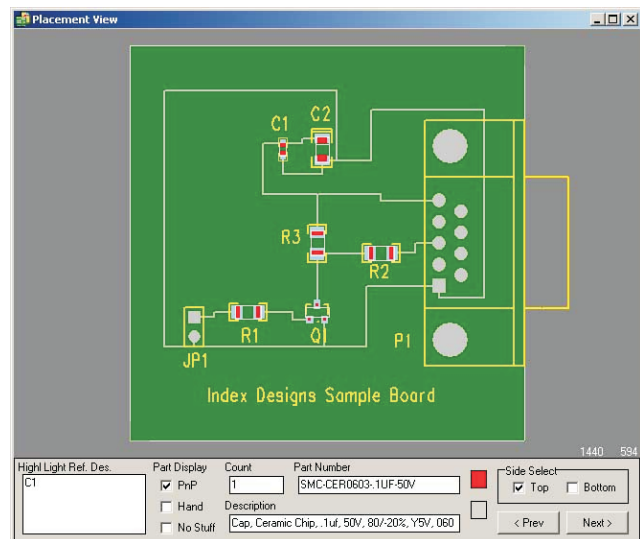 Placement View
C1
C2
R3
R2
R1
Q1
P1
JP1
Index Designs Sample Board
1440 594
Highl Light Ref. Des.
C1
Part Display
PnP
Hand
No Stuff
Count
1
Part Number
SMC-CER0603-.1UF-50V
Description
Cap, Ceramic Chip, .1uf, 50V, 80/-20%, Y5V, 060
Side Select
Top
Bottom
< Prev
Next >